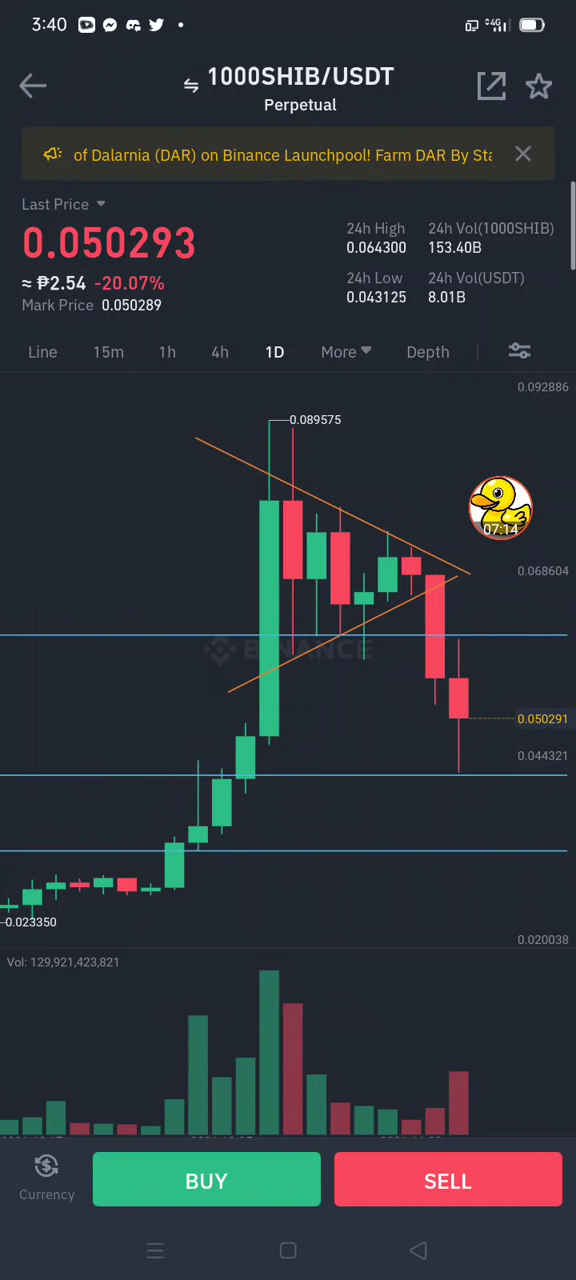 3:40
4G
1000SHIB/USDT
Perpetual
of Dalarnia (DAR) on Binance Launchpool! Farm DAR By Sta
Last Price
0.050293
≈ ₱2.54 -20.07%
Mark Price 0.050289
24h High
0.064300
24h Vol(1000SHIB)
153.40B
24h Low
0.043125
24h Vol(USDT)
8.01B
Line 15m 1h 4h 1D More Depth
0.092886
0.089575
07:14
0.068604
BINANCE
0.050291
0.044321
0.023350
0.020038
Vol: 129,921,423,821
Currency
BUY
SELL